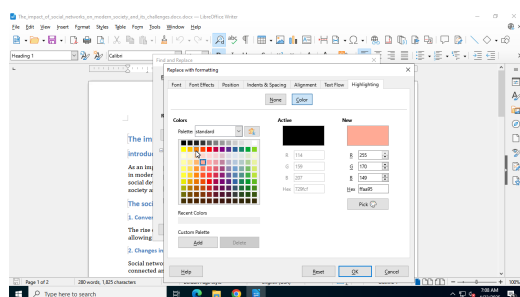 The_impact_of_social_networks_on_modern_society_and_its_challenges.docx.docx — LibreOffice Writer
File Edit View Insert Format Styles Table Form Tools Window Help
Heading 1
Calibri
Find and Replace
Replace with formatting
Font Font Effects Position Indents & Spacing Alignment Text Flow Highlighting
None Color
Colors
Active
New
Palette: standard
R 114
R 255
G 159
G 170
B 207
B 149
Hex 729fcf
Hex ffaa95
Pick
Recent Colors
Custom Palette
Add
Delete
Help
Reset
OK
Cancel
The im
introduc
As an imp
in modern
social dev
society a
The soci
1. Conver
The rise o
allowing
2. Changes in
Social netwo
connected an
Page 1 of 2
280 words, 1,825 characters
100%
Type here to search
7:00 AM